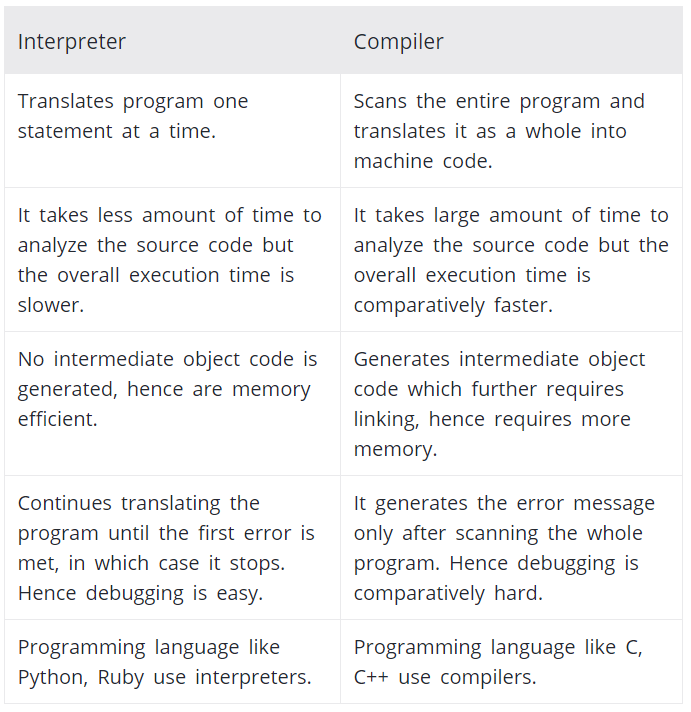 Interpreter
Compiler
Translates program one
statement at a time.
Scans the entire program and
translates it as a whole into
machine code.
It takes less amount of time to
analyze the source code but
the overall execution time is
slower.
It takes large amount of time to
analyze the source code but the
overall execution time is
comparatively faster.
No intermediate object code is
generated, hence are memory
efficient.
Generates intermediate object
code which further requires
linking, hence requires more
memory.
Continues translating the
program until the first error is
met, in which case it stops.
Hence debugging is easy.
It generates the error message
only after scanning the whole
program. Hence debugging is
comparatively hard.
Programming language like
Python, Ruby use interpreters.
Programming language like C,
C++ use compilers.